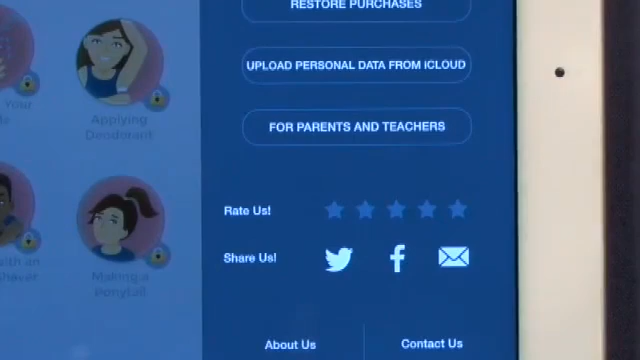 RESTORE PURCHASES
UPLOAD PERSONAL DATA FROM iCLOUD
FOR PARENTS AND TEACHERS
Rate Us!
Share Us!
About Us
Contact Us
Your
Applying
Deodorant
Making a
Ponytail